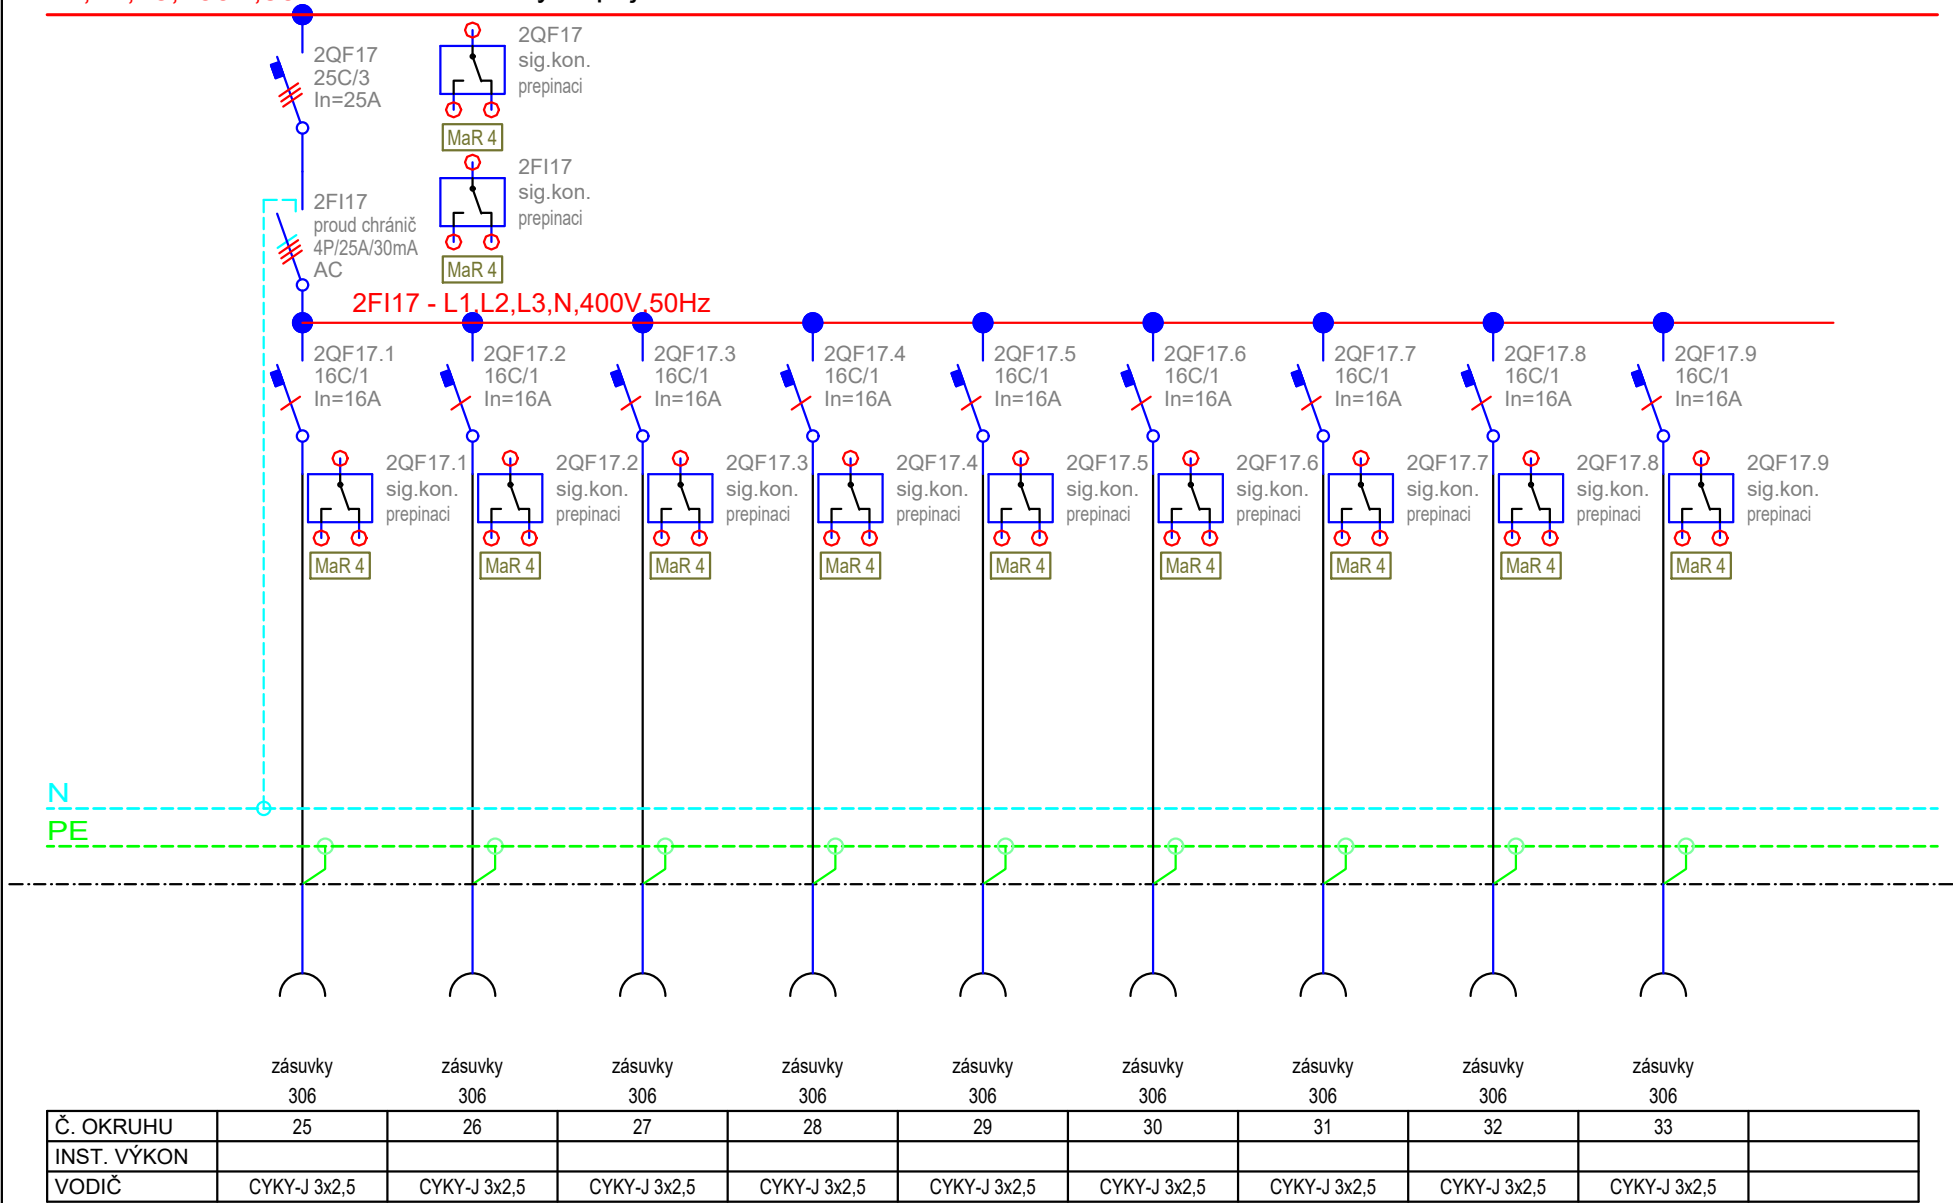 2QF17
25C/3
In=25A
2QF17
sig.kon.
prepinaci
MaR 4
2FI17
proud chránič
4P/25A/30mA
AC
2FI17
sig.kon.
prepinaci
MaR 4
2FI17 - L1,L2,L3,N,400V,50Hz
2QF17.1 2QF17.2 2QF17.3 2QF17.4 2QF17.5 2QF17.6 2QF17.7 2QF17.8 2QF17.9
16C/1 16C/1 16C/1 16C/1 16C/1 16C/1 16C/1 16C/1 16C/1
In=16A In=16A In=16A In=16A In=16A In=16A In=16A In=16A In=16A
2QF17.1 2QF17.2 2QF17.3 2QF17.4 2QF17.5 2QF17.6 2QF17.7 2QF17.8 2QF17.9
sig.kon. sig.kon. sig.kon. sig.kon. sig.kon. sig.kon. sig.kon. sig.kon. sig.kon.
prepinaci prepinaci prepinaci prepinaci prepinaci prepinaci prepinaci prepinaci prepinaci
MaR 4 MaR 4 MaR 4 MaR 4 MaR 4 MaR 4 MaR 4 MaR 4 MaR 4
N
PE
zásuvky zásuvky zásuvky zásuvky zásuvky zásuvky zásuvky zásuvky zásuvky
306 306 306 306 306 306 306 306 306
Č. OKRUHU 25 26 27 28 29 30 31 32 33
INST. VÝKON
VODIČ CYKY-J 3x2,5 CYKY-J 3x2,5 CYKY-J 3x2,5 CYKY-J 3x2,5 CYKY-J 3x2,5 CYKY-J 3x2,5 CYKY-J 3x2,5 CYKY-J 3x2,5 CYKY-J 3x2,5